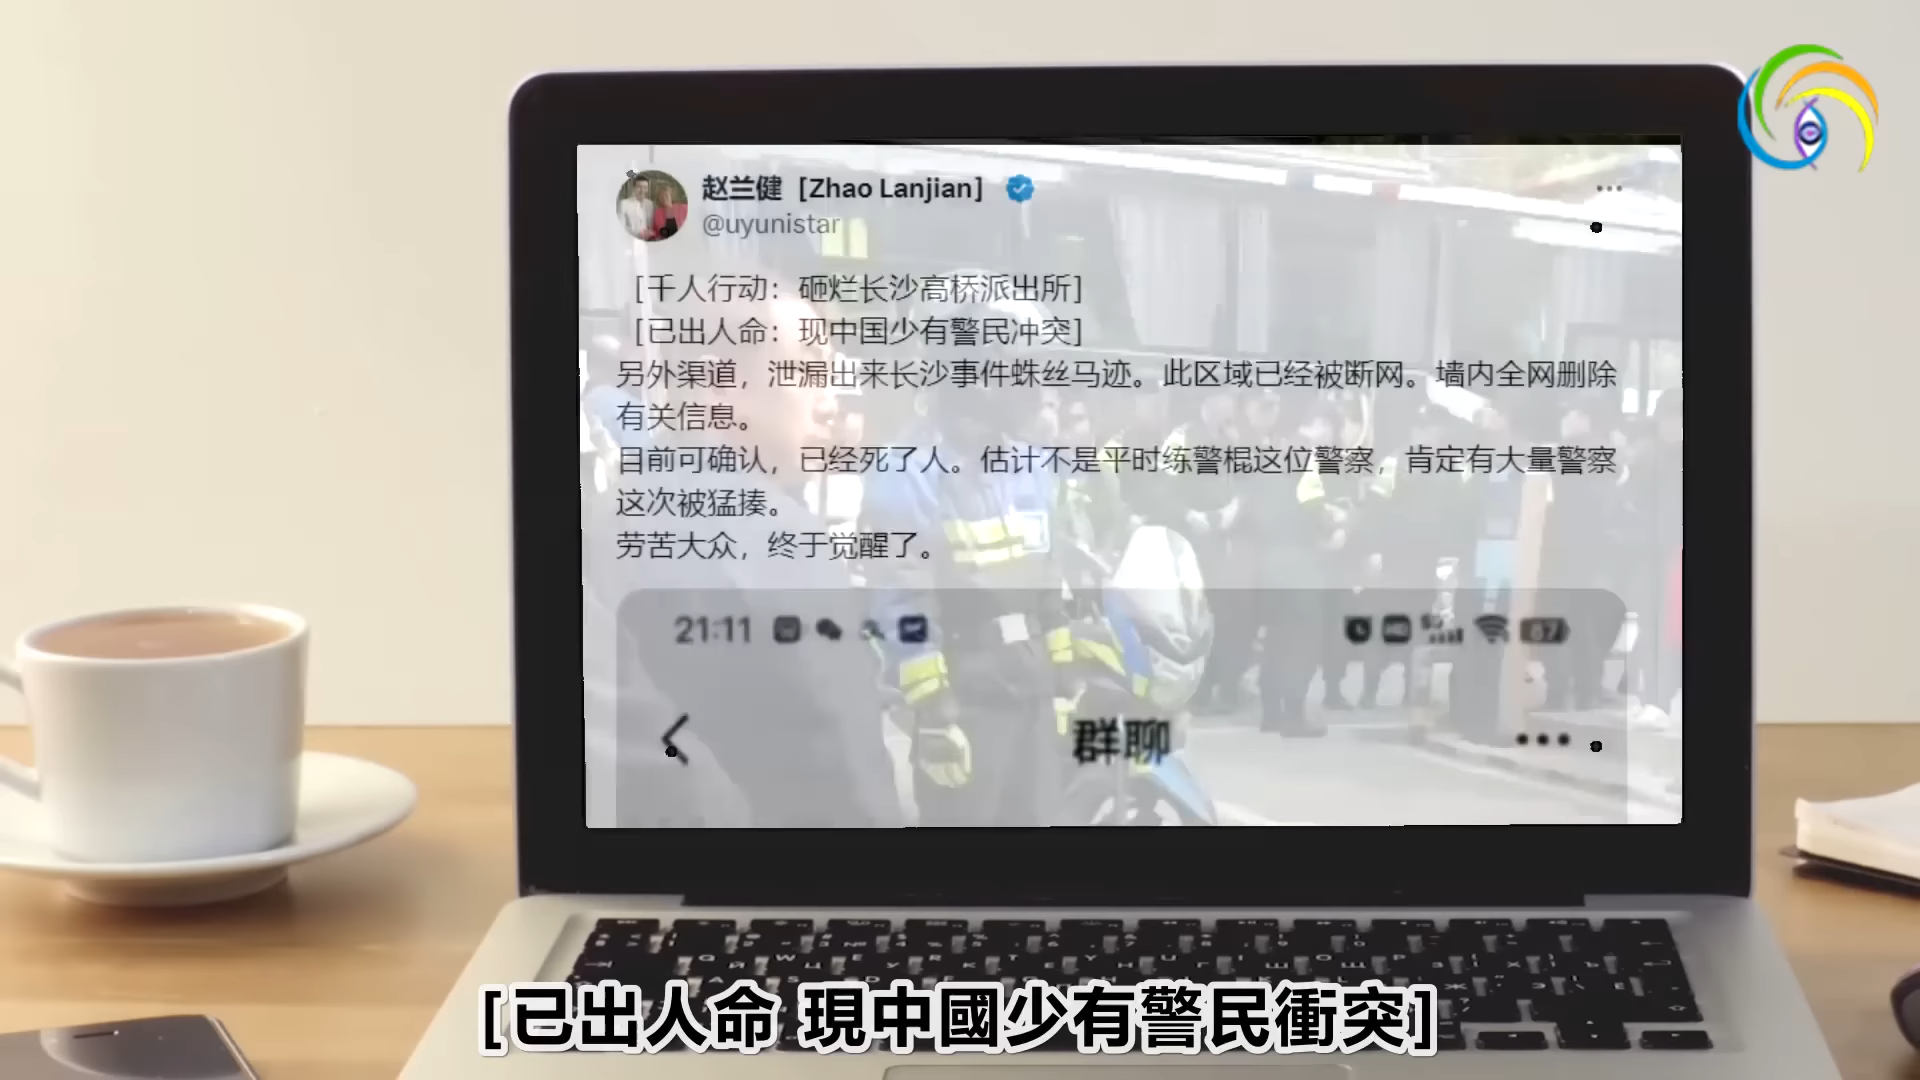 赵兰健 [Zhao Lanjian]
@uyunistar
[千人行动：砸烂长沙高桥派出所]
[已出人命：现中国少有警民冲突]
另外渠道，泄漏出来长沙事件蛛丝马迹。此区域已经被断网。墙内全网删除
有关信息。
目前可确认，已经死了人。估计不是平时练警棍这位警察，肯定有大量警察
这次被猛揍。
劳苦大众，终于觉醒了。
21:11
67
群聊
[已出人命 現中國少有警民衝突]